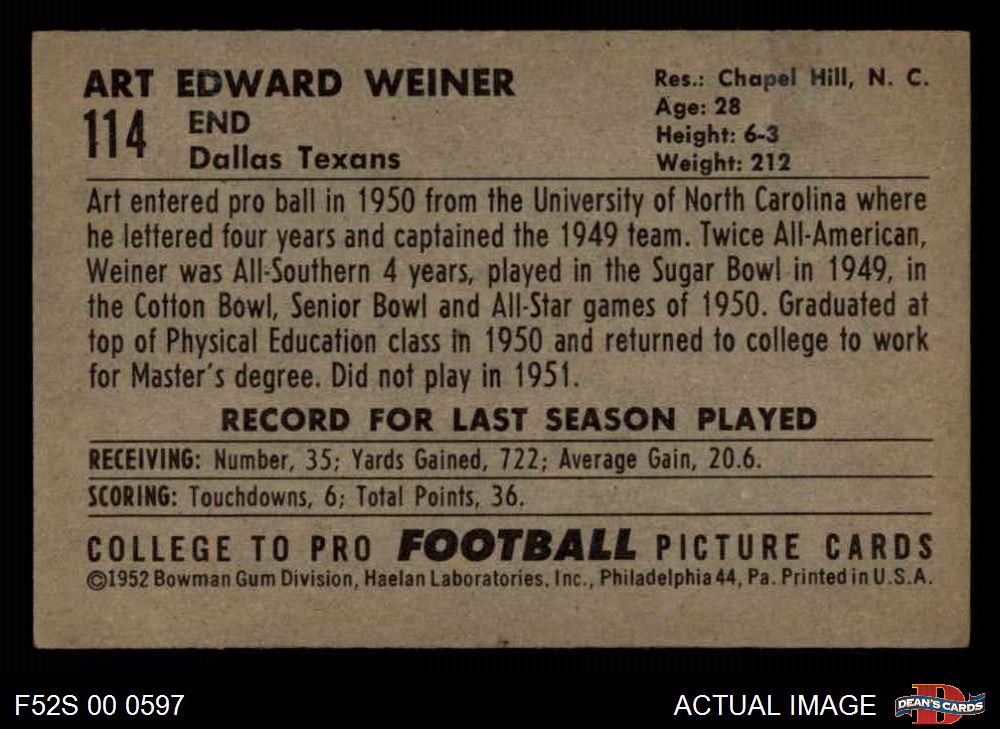 ART EDWARD WEINER
114
END
Dallas Texans
Res.: Chapel Hill, N. C.
Age: 28
Height: 6-3
Weight: 212
Art entered pro ball in 1950 from the University of North Carolina where
he lettered four years and captained the 1949 team. Twice All-American,
Weiner was All-Southern 4 years, played in the Sugar Bowl in 1949, in
the Cotton Bowl, Senior Bowl and All-Star games of 1950. Graduated at
top of Physical Education class in 1950 and returned to college to work
for Master's degree. Did not play in 1951.
RECORD FOR LAST SEASON PLAYED
RECEIVING: Number, 35; Yards Gained, 722; Average Gain, 20.6.
SCORING: Touchdowns, 6; Total Points, 36.
COLLEGE TO PRO FOOTBALL PICTURE CARDS
©1952 Bowman Gum Division, Haelan Laboratories, Inc., Philadelphia 44, Pa. Printed in U.S.A.
F52S 00 0597
ACTUAL IMAGE
D
DEAN'S CARDS